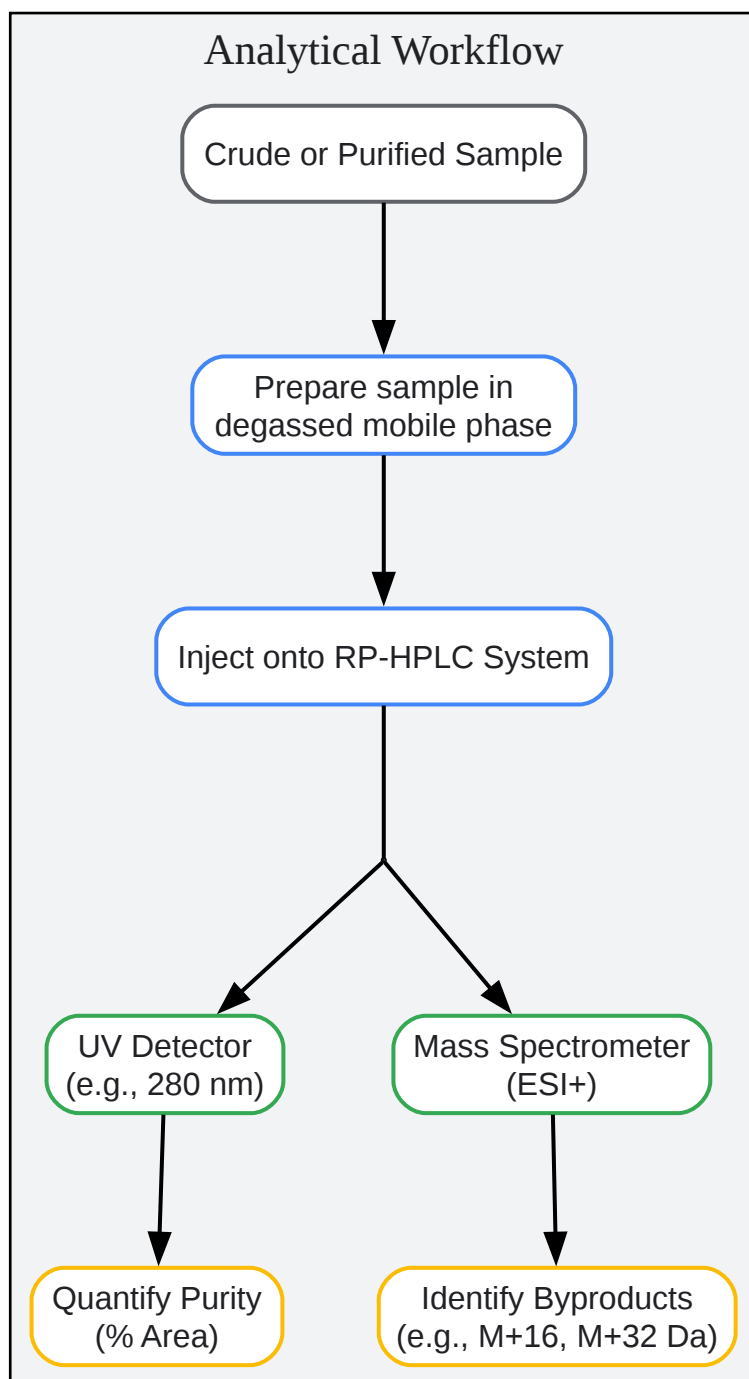 Analytical Workflow
Crude or Purified Sample
Prepare sample in
degassed mobile phase
Inject onto RP-HPLC System
UV Detector
(e.g., 280 nm)
Mass Spectrometer
(ESI+)
Quantify Purity
(% Area)
Identify Byproducts
(e.g., M+16, M+32 Da)